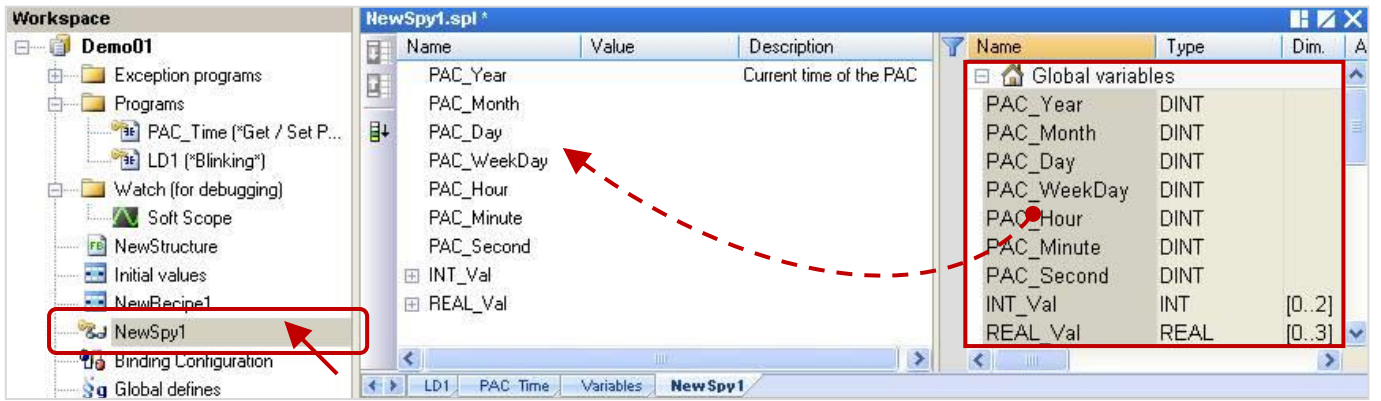 Workspace
Demo01
Exception programs
Programs
PAC_Time (*Get / Set P...
LD1 (*Blinking*)
Watch (for debugging)
Soft Scope
NewStructure
Initial values
NewRecipe1
NewSpy1
Binding Configuration
Global defines
NewSpy1.spl *
Name Value Description
PAC_Year Current time of the PAC
PAC_Month
PAC_Day
PAC_WeekDay
PAC_Hour
PAC_Minute
PAC_Second
INT_Val
REAL_Val
Name Type Dim. A
Global variables
PAC_Year DINT
PAC_Month DINT
PAC_Day DINT
PAC_WeekDay DINT
PAC_Hour DINT
PAC_Minute DINT
PAC_Second DINT
INT_Val INT [0..2]
REAL_Val REAL [0..3]
LD1 PAC_Time Variables NewSpy1